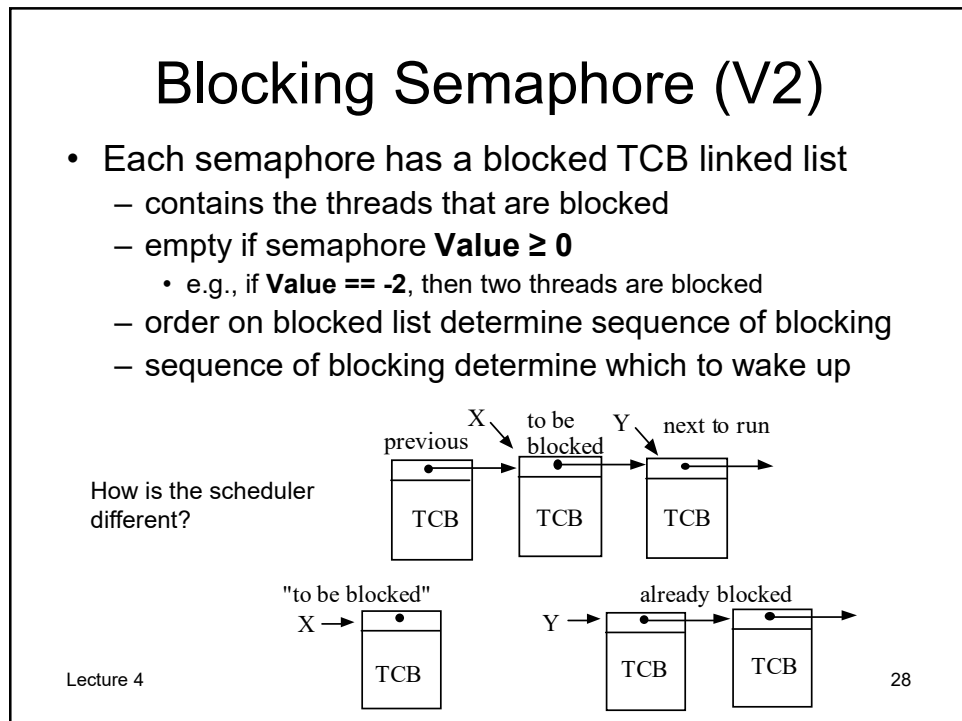 Blocking Semaphore (V2)
• Each semaphore has a blocked TCB linked list
– contains the threads that are blocked
– empty if semaphore Value ≥ 0
• e.g., if Value == -2, then two threads are blocked
– order on blocked list determine sequence of blocking
– sequence of blocking determine which to wake up
previous
X
to be
blocked
Y
next to run
How is the scheduler
different?
TCB
TCB
TCB
"to be blocked"
X
TCB
already blocked
Y
TCB
TCB
Lecture 4
28